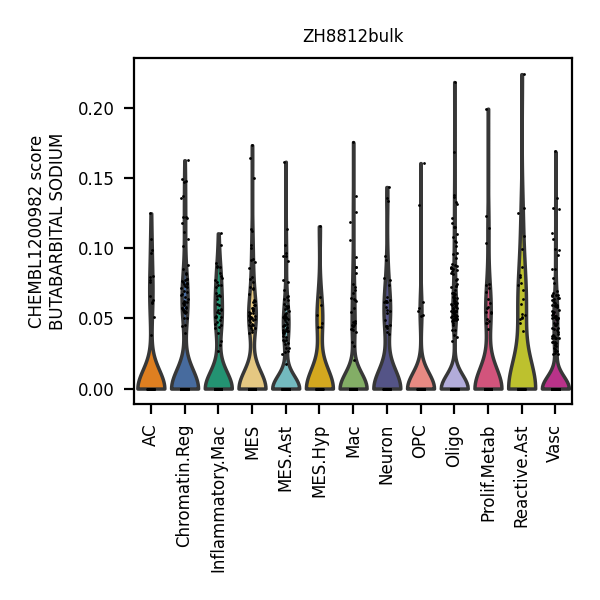 ZH8812bulk
CHEMBL1200982 score
BUTABARBITAL SODIUM
0.20
0.15
0.10
0.05
0.00
AC
Chromatin.Reg
Inflammatory.Mac
MES
MES.Ast
MES.Hyp
Mac
Neuron
OPC
Oligo
Prolif.Metab
Reactive.Ast
Vasc